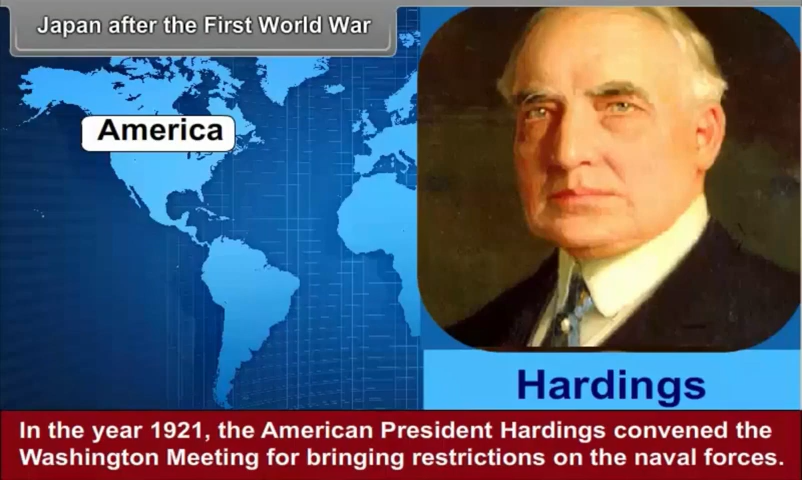 Japan after the First World War
America
Hardings
In the year 1921, the American President Hardings convened the
Washington Meeting for bringing restrictions on the naval forces.